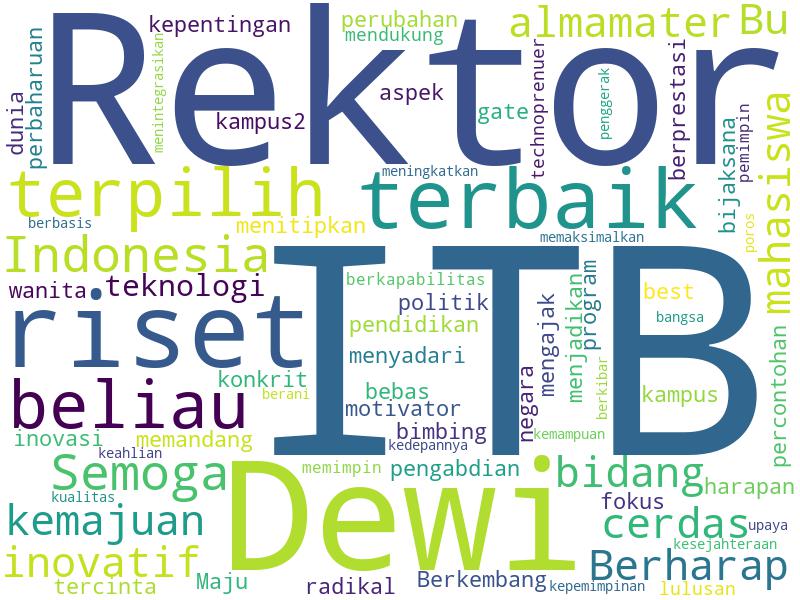 kepentingan
perubahan
mendukung
almamater
Bu
Rektor
dunia
perbaharuan
menintegrasikan
kampus2
aspek
gate
technoprenuer
penggerak
berprestasi
pemimpin
bijaksana
mahasiswa
terpilih
meningkatkan
terbaik
berbasis
menitipkan
memaksimalkan
poros
Indonesia
ITB
wanita
teknologi
berkapabilitas
politik
program
best
riset
pendidikan
mengajak
menjadikan
bangsa
menyadari
konkrit
bebas
berani
negara
berkibar
kampus
beliau
motivator
percontohan
inovasi
memandang
bimbing
kemampuan
kedepannya
keahlian
Semoga
Dewi
memimpin
pengabdian
bidang
harapan
kualitas
fokus
kemajuan
cerdas
upaya
kesejahteraan
inovatif
Berharap
tercinta
Maju
radikal
Berkembang
kepemimpinan
lulusan